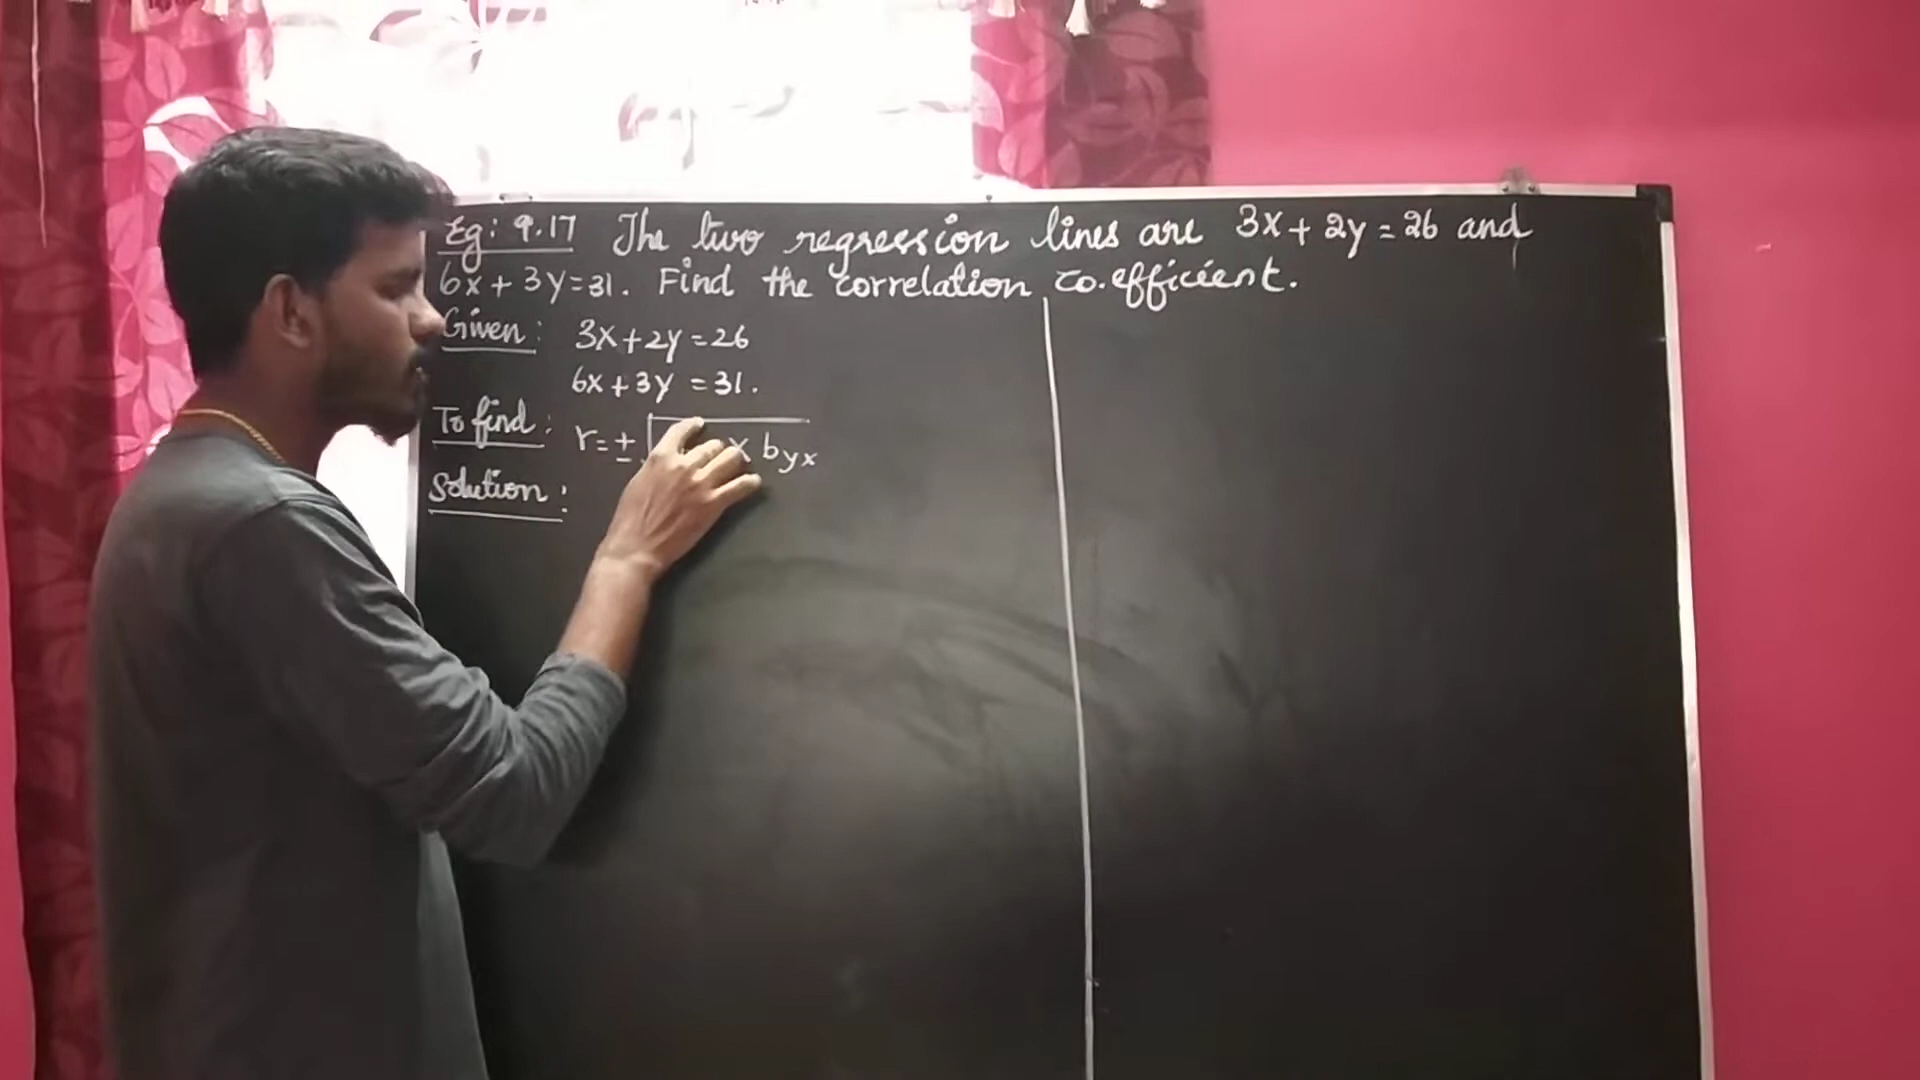 Eg: 9.17 The two regression lines are 3x + 2y = 26 and
6x + 3y = 31. Find the correlation co.efficient.
Given: 3x + 2y = 26
6x + 3y = 31.
To find: r = ± √ x byx
Solution: